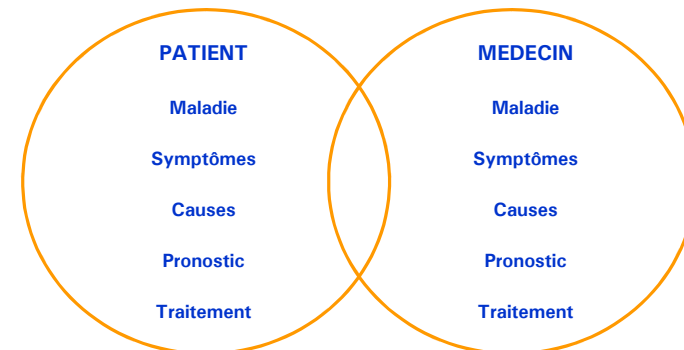 PATIENT
Maladie
Symptômes
Causes
Pronostic
Traitement
MEDECIN
Maladie
Symptômes
Causes
Pronostic
Traitement